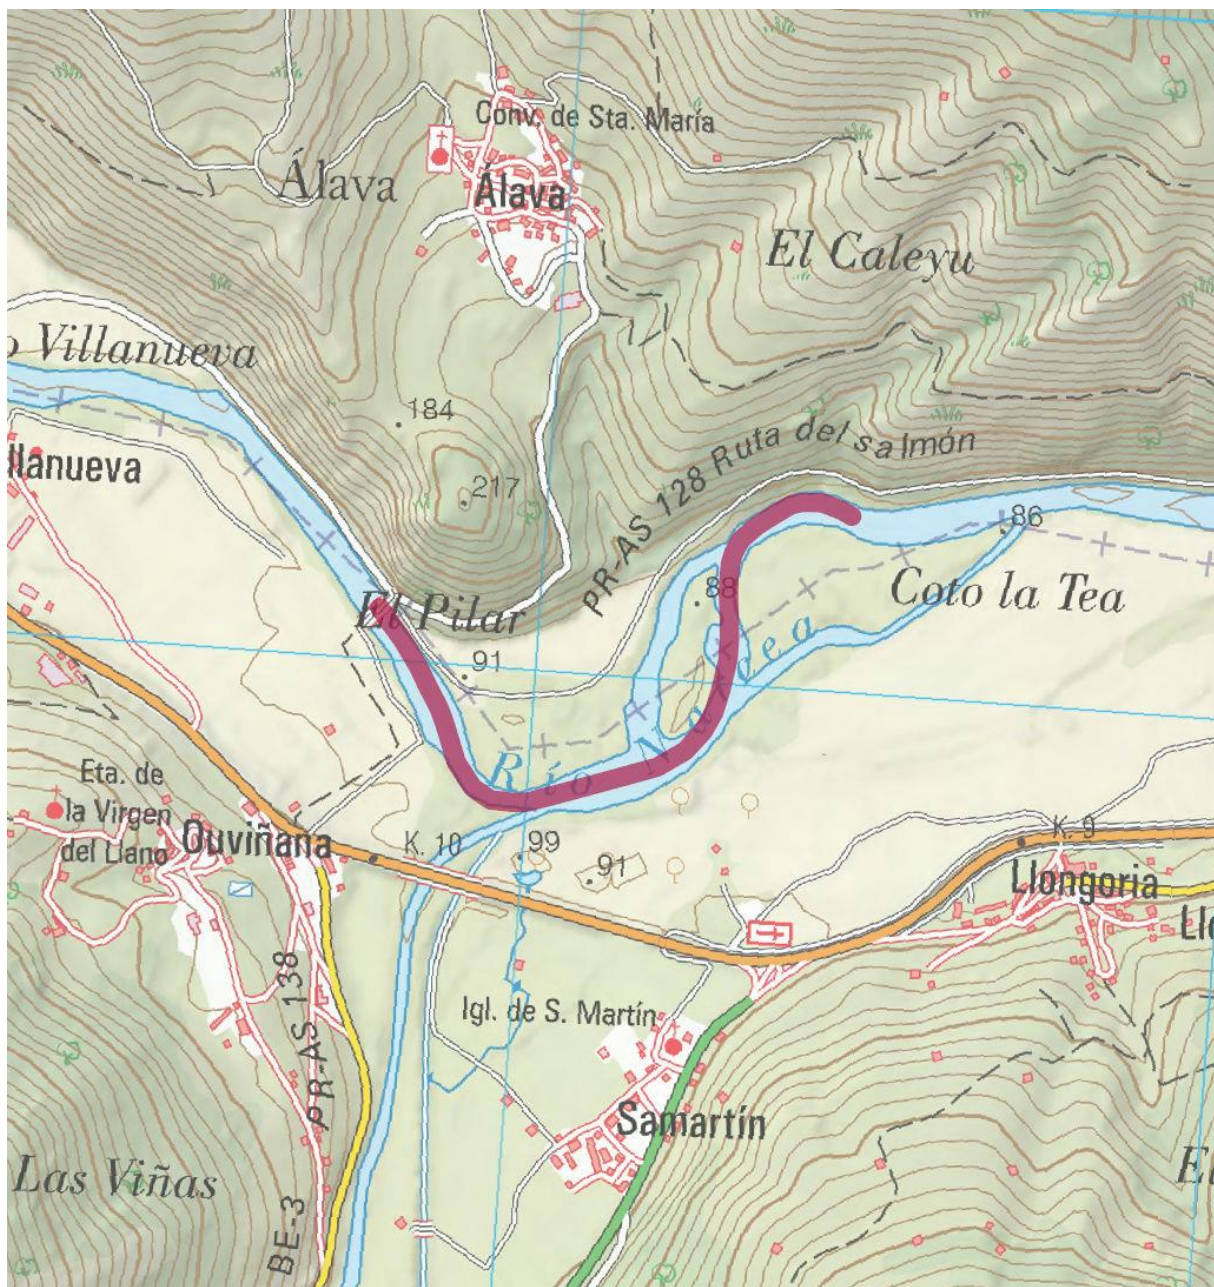 Conv. de Sta. María
Álava
Álava
El Caleyu
Villanueva
184
llanueva
217
PR-AS 128 Ruta del salmón
86
88
El Pilar
Coto la Tea
91
Río Narcea
Eta. de
la Virgen
del Llano
Ouviñana
K. 10
99
91
K. 9
Llongoria
Igl. de S. Martín
PR-AS 138
Samartín
Las Viñas
BE-3